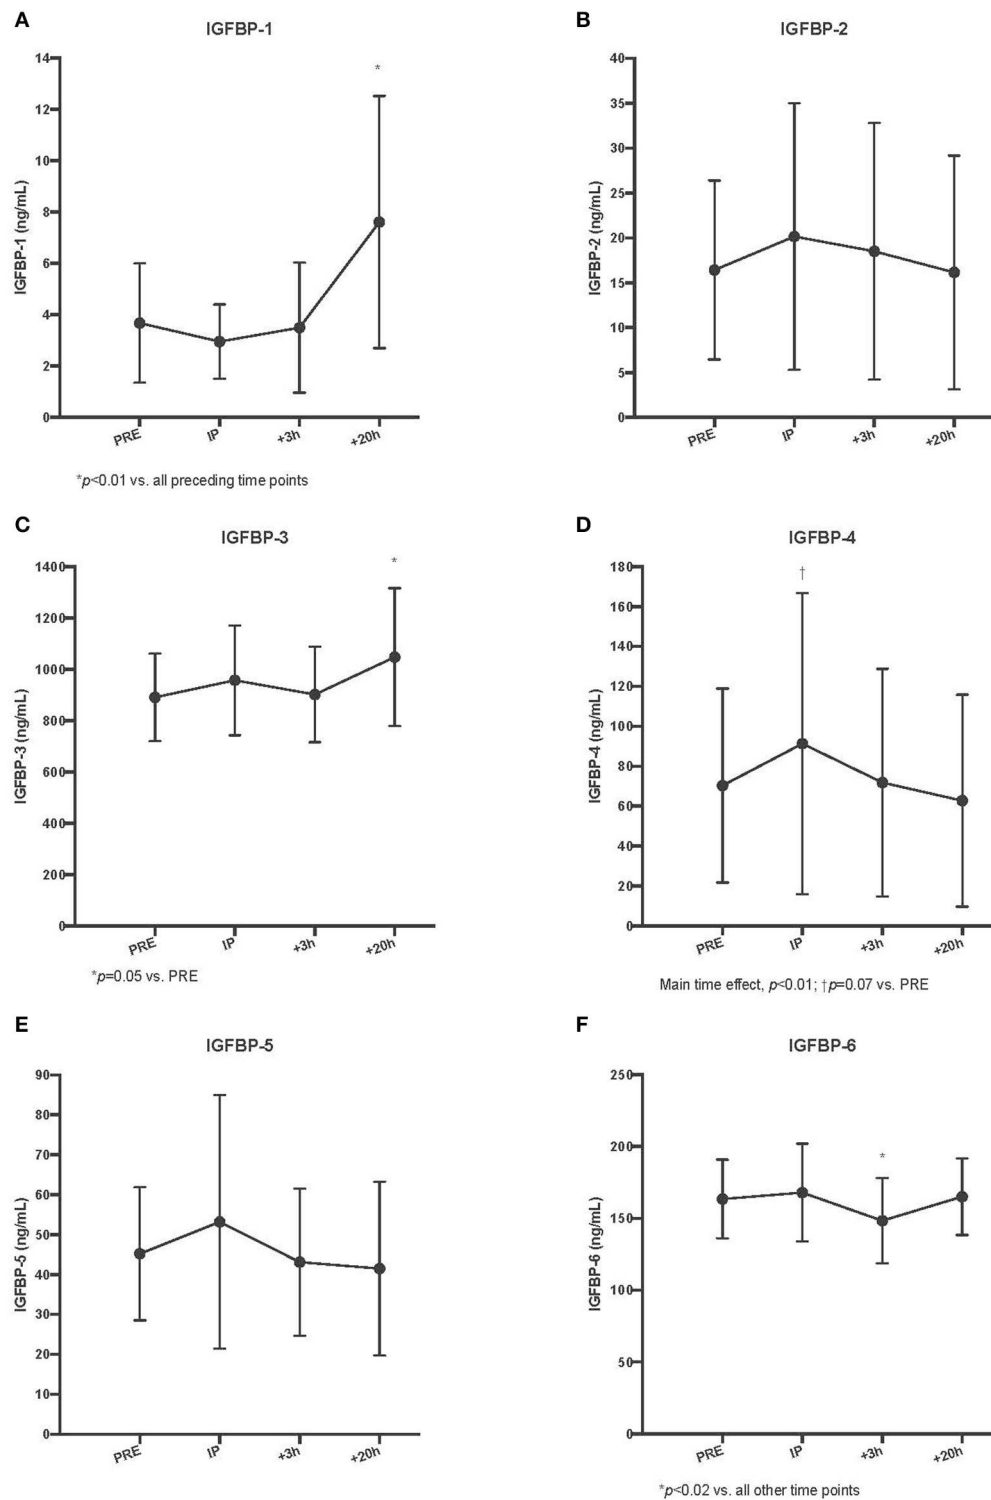 A
IGFBP-1
IGFBP-1 (ng/mL)
14
12
10
8
6
4
2
0
*
PRE
IP
+3h
+20h
*p<0.01 vs. all preceding time points
B
IGFBP-2
IGFBP-2 (ng/mL)
40
35
30
25
20
15
10
5
0
PRE
IP
+3h
+20h
C
IGFBP-3
IGFBP-3 (ng/mL)
1400
1200
1000
800
600
400
200
0
*
PRE
IP
+3h
+20h
*p=0.05 vs. PRE
D
IGFBP-4
IGFBP-4 (ng/mL)
180
160
140
120
100
80
60
40
20
0
†
PRE
IP
+3h
+20h
Main time effect, p<0.01; †p=0.07 vs. PRE
E
IGFBP-5
IGFBP-5 (ng/mL)
90
80
70
60
50
40
30
20
10
0
PRE
IP
+3h
+20h
F
IGFBP-6
IGFBP-6 (ng/mL)
250
200
150
100
50
0
*
PRE
IP
+3h
+20h
*p<0.02 vs. all other time points